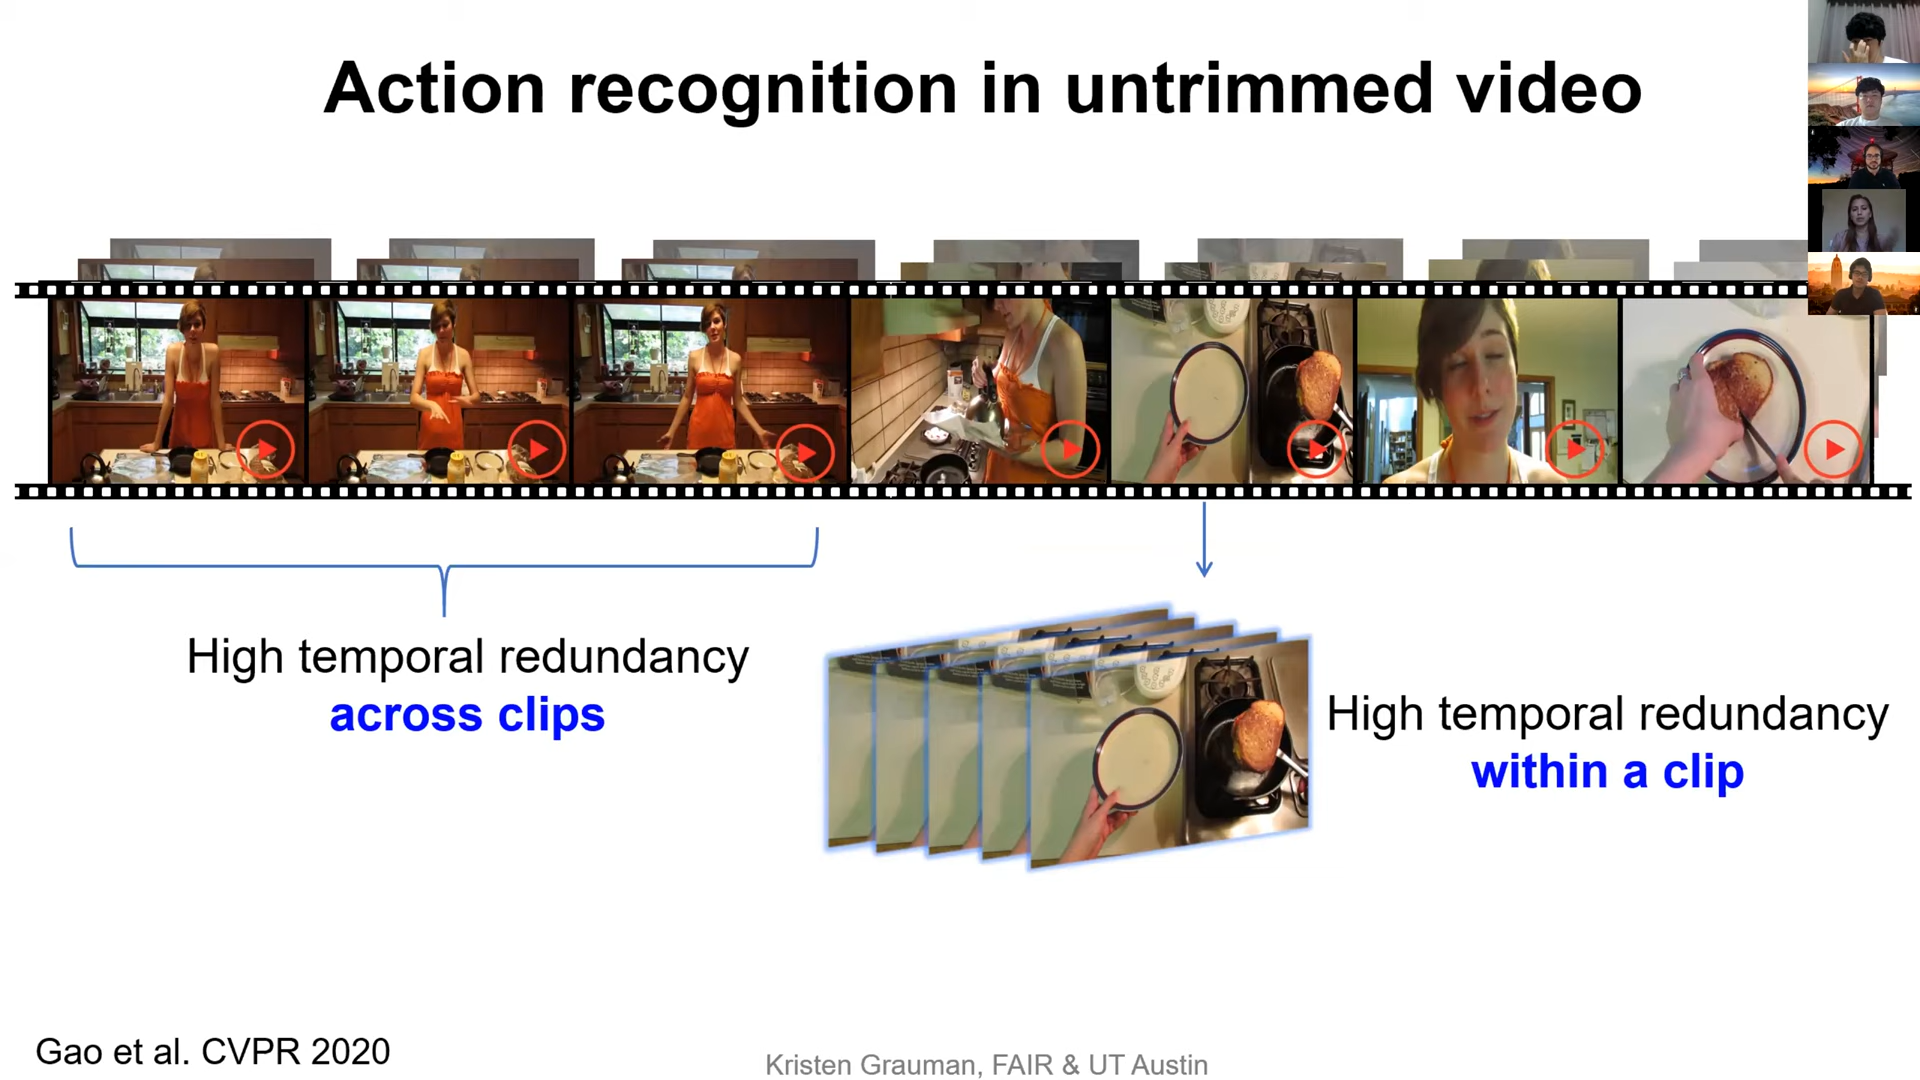 Action recognition in untrimmed video
High temporal redundancy
across clips
High temporal redundancy
within a clip
Gao et al. CVPR 2020
Kristen Grauman, FAIR & UT Austin